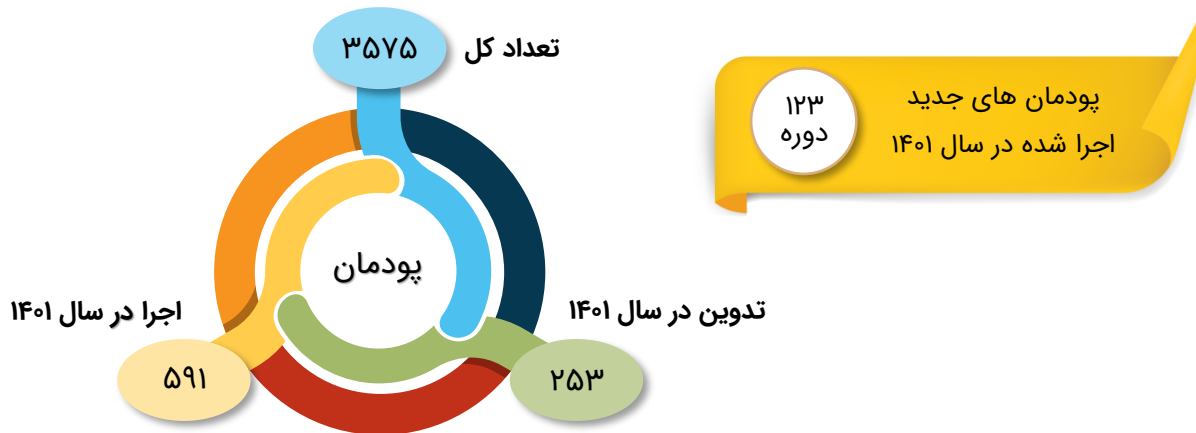 تعداد کل
۳۵۷۵
پودمان های جدید
اجرا شده در سال ۱۴۰۱
۱۲۳
دوره
پودمان
تدوین در سال ۱۴۰۱
۲۵۳
اجرا در سال ۱۴۰۱
۵۹۱